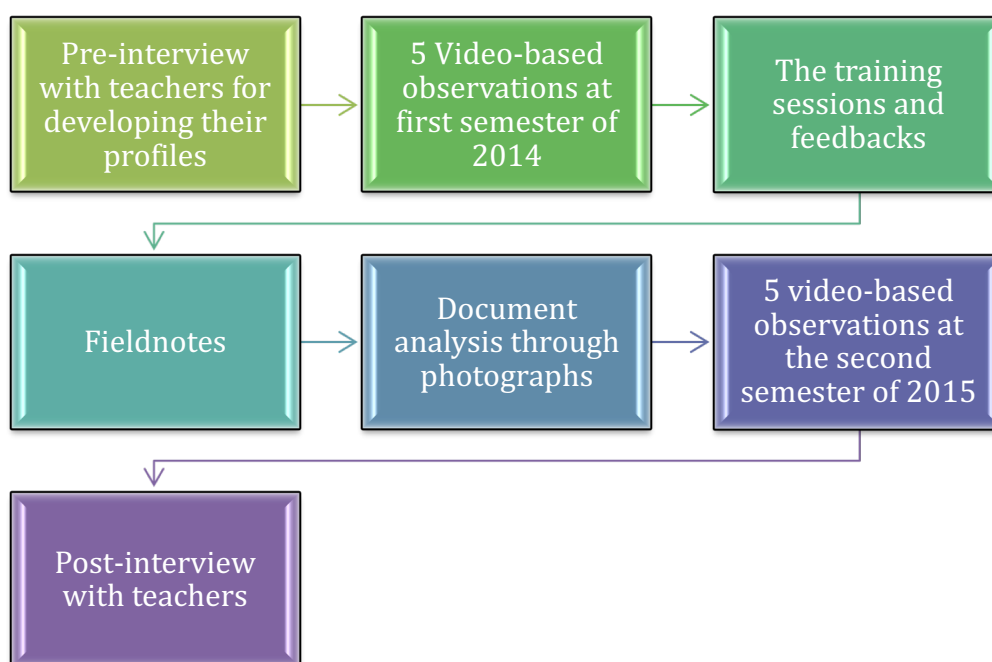 Pre-interview
with teachers for
developing their
profiles
5 Video-based
observations at
first semester of
2014
The training
sessions and
feedbacks
Fieldnotes
Document
analysis through
photographs
5 video-based
observations at
the second
semester of 2015
Post-interview
with teachers